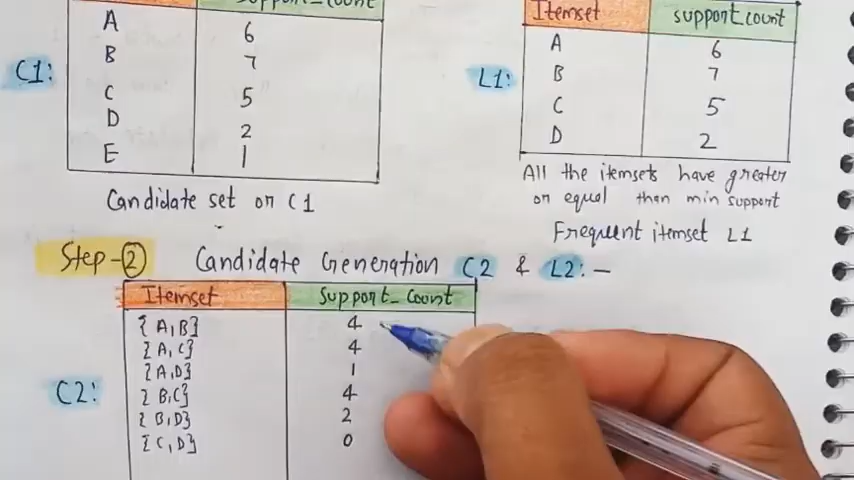 support_count
A 6
B 7
C 5
D 2
E 1
C1:
Candidate set or C1
Itemset support_count
A 6
B 7
C 5
D 2
L1:
All the itemsets have greater
or equal than min support
Frequent itemset L1
Step-2 Candidate Generation C2 & L2:-
Itemset Support_Count
{A,B} 4
{A,C} 4
{A,D} 1
{B,C} 4
{B,D} 2
{C,D} 0
C2: